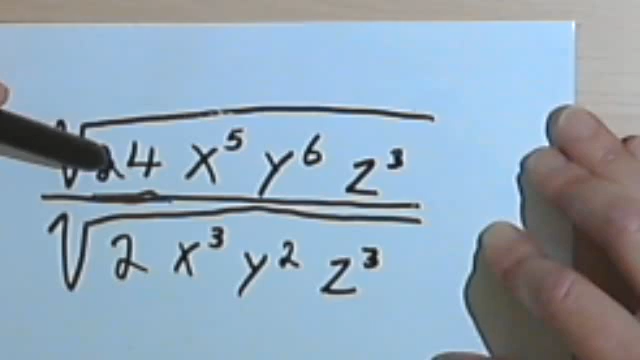 √24 x⁵ y⁶ z³
√2 x³ y² z³